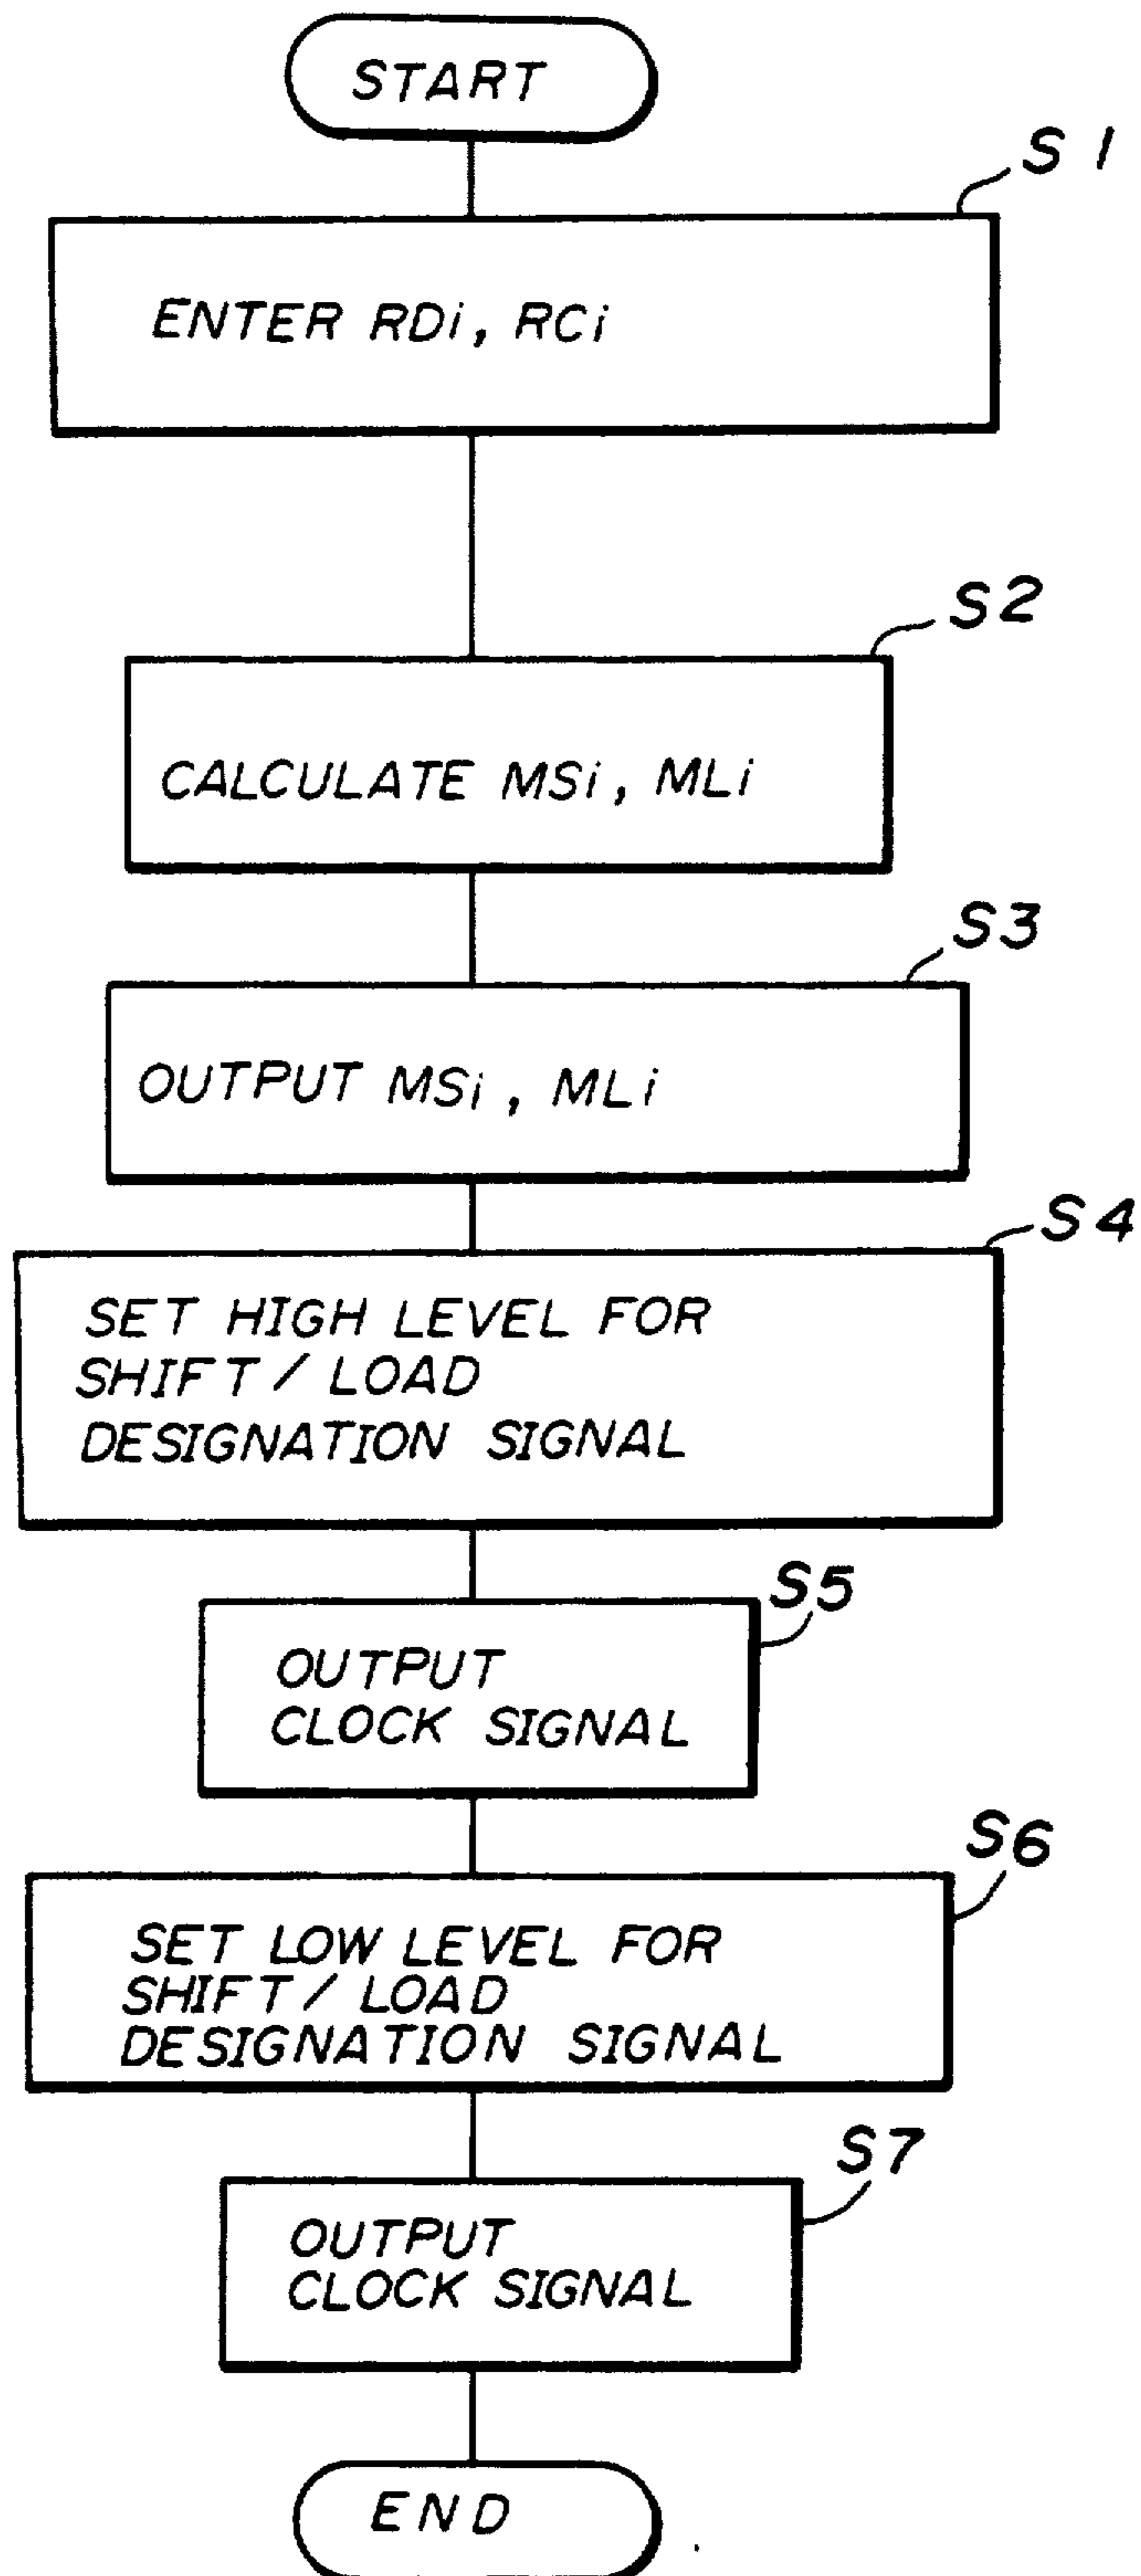 START
S1
ENTER RDi, RCi
S2
CALCULATE MSi, MLi
S3
OUTPUT MSi, MLi
S4
SET HIGH LEVEL FOR
SHIFT/LOAD
DESIGNATION SIGNAL
S5
OUTPUT
CLOCK SIGNAL
S6
SET LOW LEVEL FOR
SHIFT/LOAD
DESIGNATION SIGNAL
S7
OUTPUT
CLOCK SIGNAL
END